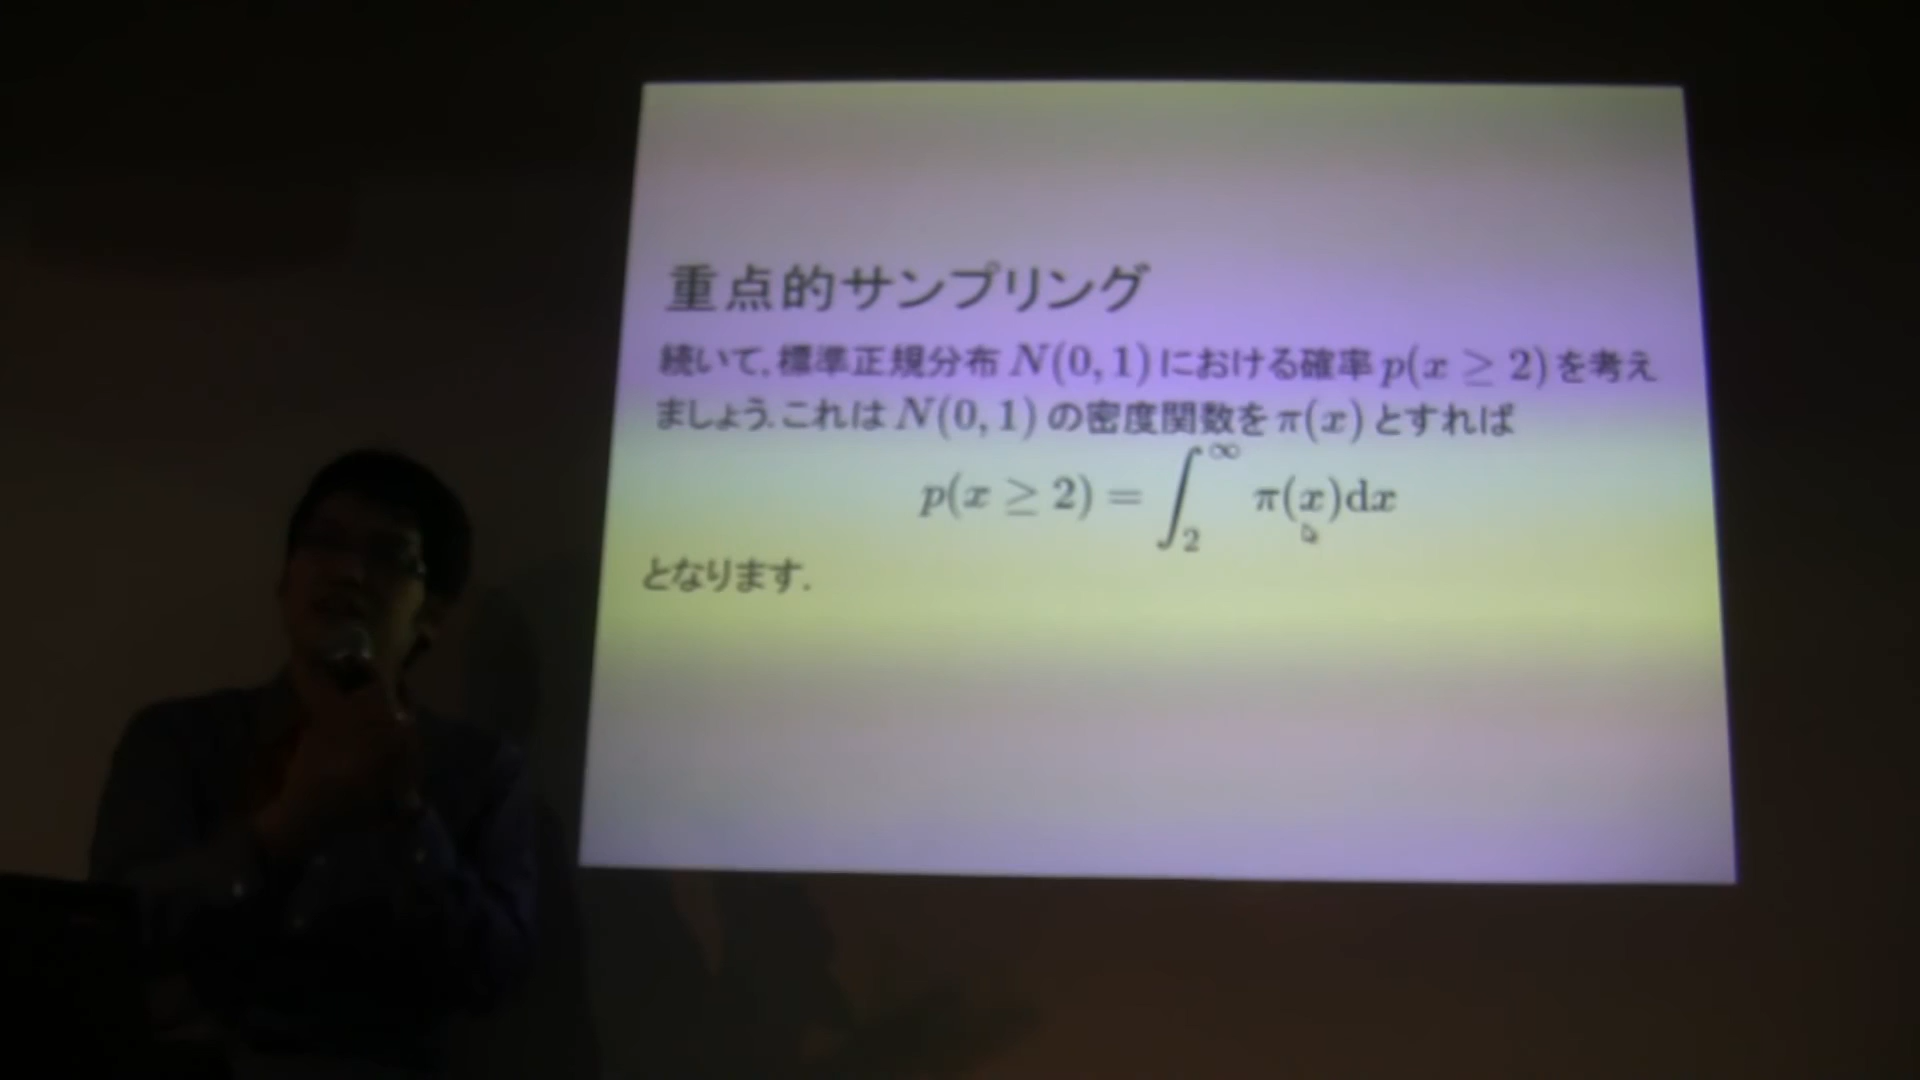 重点的サンプリング
続いて,標準正規分布 N(0, 1) における確率 p(x ≥ 2) を考え
ましょう.これは N(0, 1) の密度関数を π(x) とすれば
p(x ≥ 2) = ∫_2^∞ π(x)dx
となります.